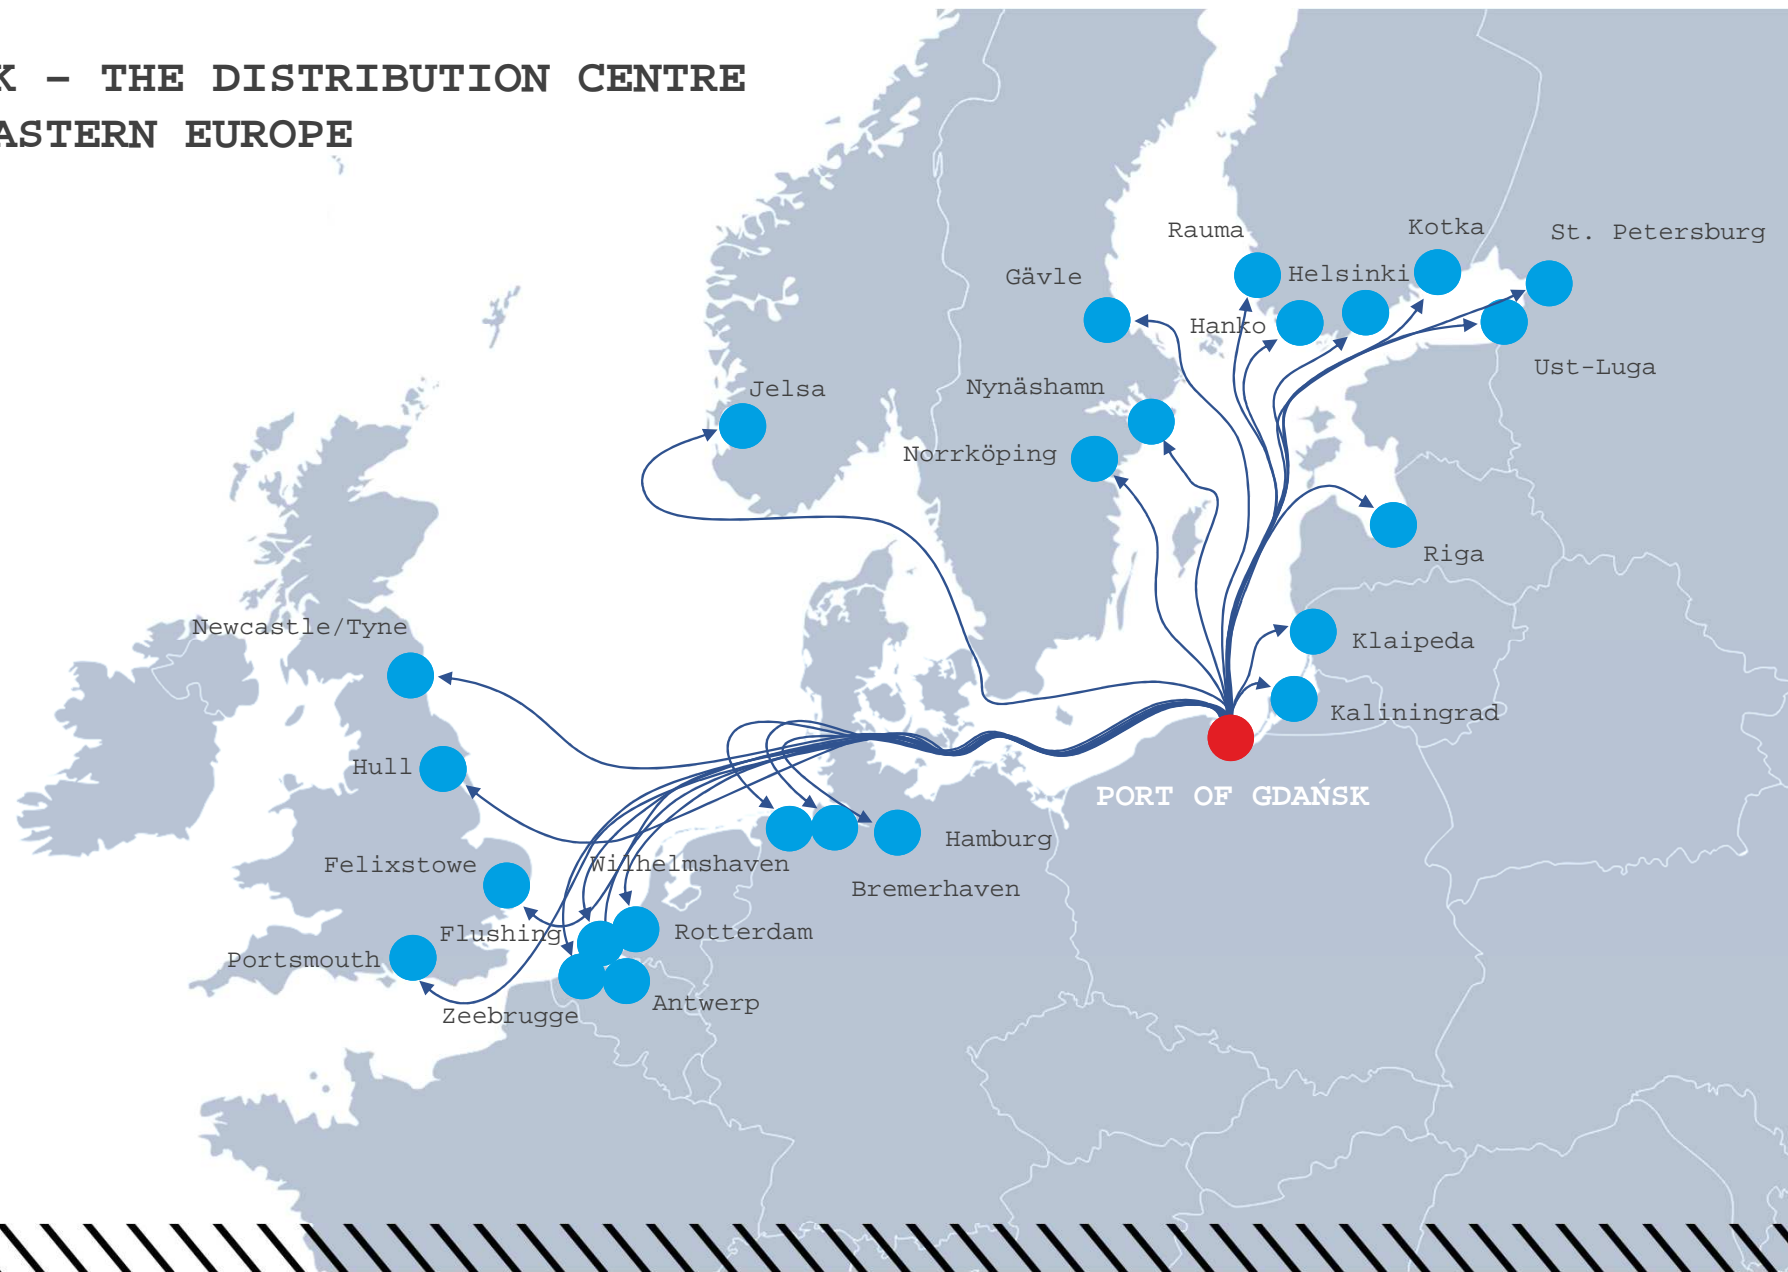 K – THE DISTRIBUTION CENTRE
ASTERN EUROPE
Rauma
Kotka
St. Petersburg
Gävle
Helsinki
Hanko
Ust-Luga
Jelsa
Nynäshamn
Norrköping
Riga
Newcastle/Tyne
Klaipeda
Kaliningrad
Hull
PORT OF GDAŃSK
Hamburg
Felixstowe
Wilhelmshaven
Bremerhaven
Flushing
Rotterdam
Portsmouth
Antwerp
Zeebrugge